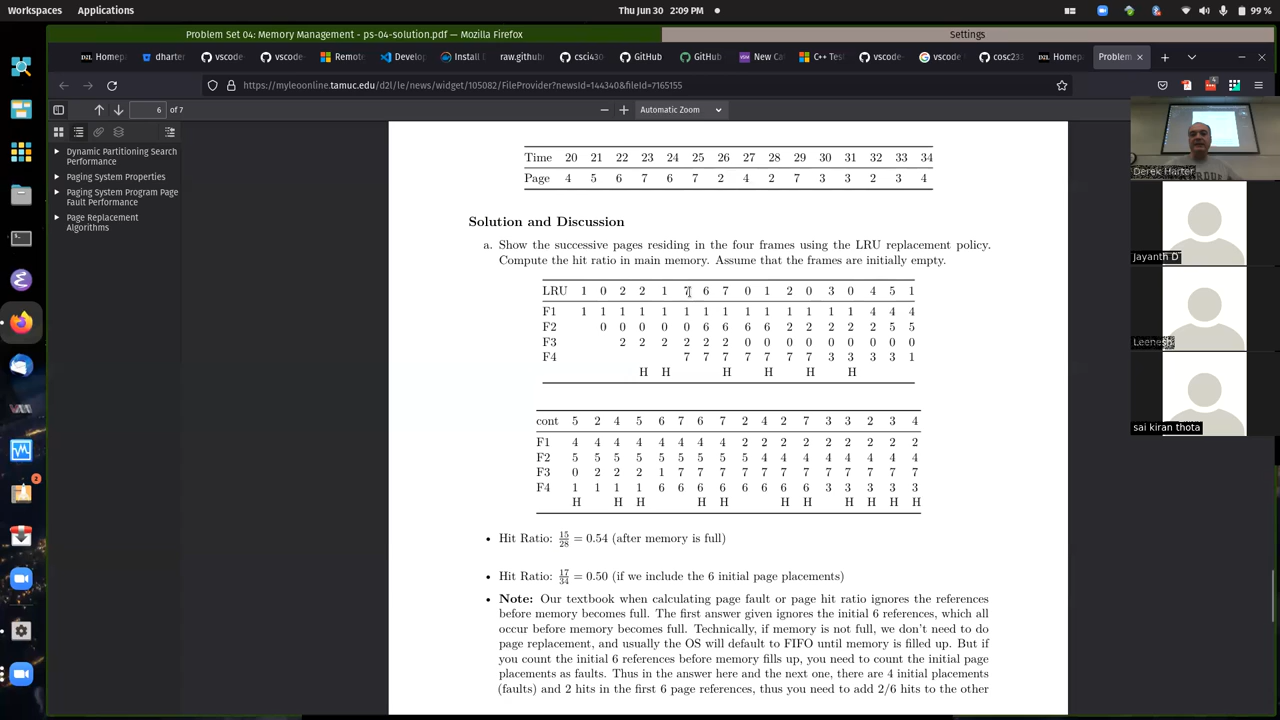 Workspaces Applications Thu Jun 30 2:09 PM 99 %
Problem Set 04: Memory Management - ps-04-solution.pdf — Mozilla Firefox Settings
Homep dharter vscode- vscode- Remote Develo Install L raw.github csci430 GitHub GitHub New Ca C++ Tes vscode- vscode cosc23 Homep Problem
https://myleoonline.tamuc.edu/d2l/le/news/widget/105082/FileProvider?newsId=144340&fileId=7165155
6 of 7 Automatic Zoom
Dynamic Partitioning Search Performance
Paging System Properties
Paging System Program Page Fault Performance
Page Replacement Algorithms
Time 20 21 22 23 24 25 26 27 28 29 30 31 32 33 34
Page 4 5 6 7 6 7 2 4 2 7 3 3 2 3 4
Solution and Discussion
a. Show the successive pages residing in the four frames using the LRU replacement policy.
Compute the hit ratio in main memory. Assume that the frames are initially empty.
LRU 1 0 2 2 1 7 6 7 0 1 2 0 3 0 4 5 1
F1 1 1 1 1 1 1 1 1 1 1 1 1 1 1 4 4 4
F2 0 0 0 0 0 6 6 6 6 2 2 2 2 2 5 5
F3 2 2 2 2 2 2 0 0 0 0 0 0 0 0 0
F4 7 7 7 7 7 7 7 3 3 3 3 1
H H H H H H
cont 5 2 4 5 6 7 6 7 2 4 2 7 3 3 2 3 4
F1 4 4 4 4 4 4 4 4 2 2 2 2 2 2 2 2 2
F2 5 5 5 5 5 5 5 5 5 4 4 4 4 4 4 4 4
F3 0 2 2 2 1 7 7 7 7 7 7 7 7 7 7 7 7
F4 1 1 1 1 6 6 6 6 6 6 6 6 3 3 3 3 3
H H H H H H H H H H H
• Hit Ratio: 15/28 = 0.54 (after memory is full)
• Hit Ratio: 17/34 = 0.50 (if we include the 6 initial page placements)
• Note: Our textbook when calculating page fault or page hit ratio ignores the references
before memory becomes full. The first answer given ignores the initial 6 references, which all
occur before memory becomes full. Technically, if memory is not full, we don't need to do
page replacement, and usually the OS will default to FIFO until memory is filled up. But if
you count the initial 6 references before memory fills up, you need to count the initial page
placements as faults. Thus in the answer here and the next one, there are 4 initial placements
(faults) and 2 hits in the first 6 page references, thus you need to add 2/6 hits to the other
Derek Harter
Jayanth D
Leenesh
sai kiran thota